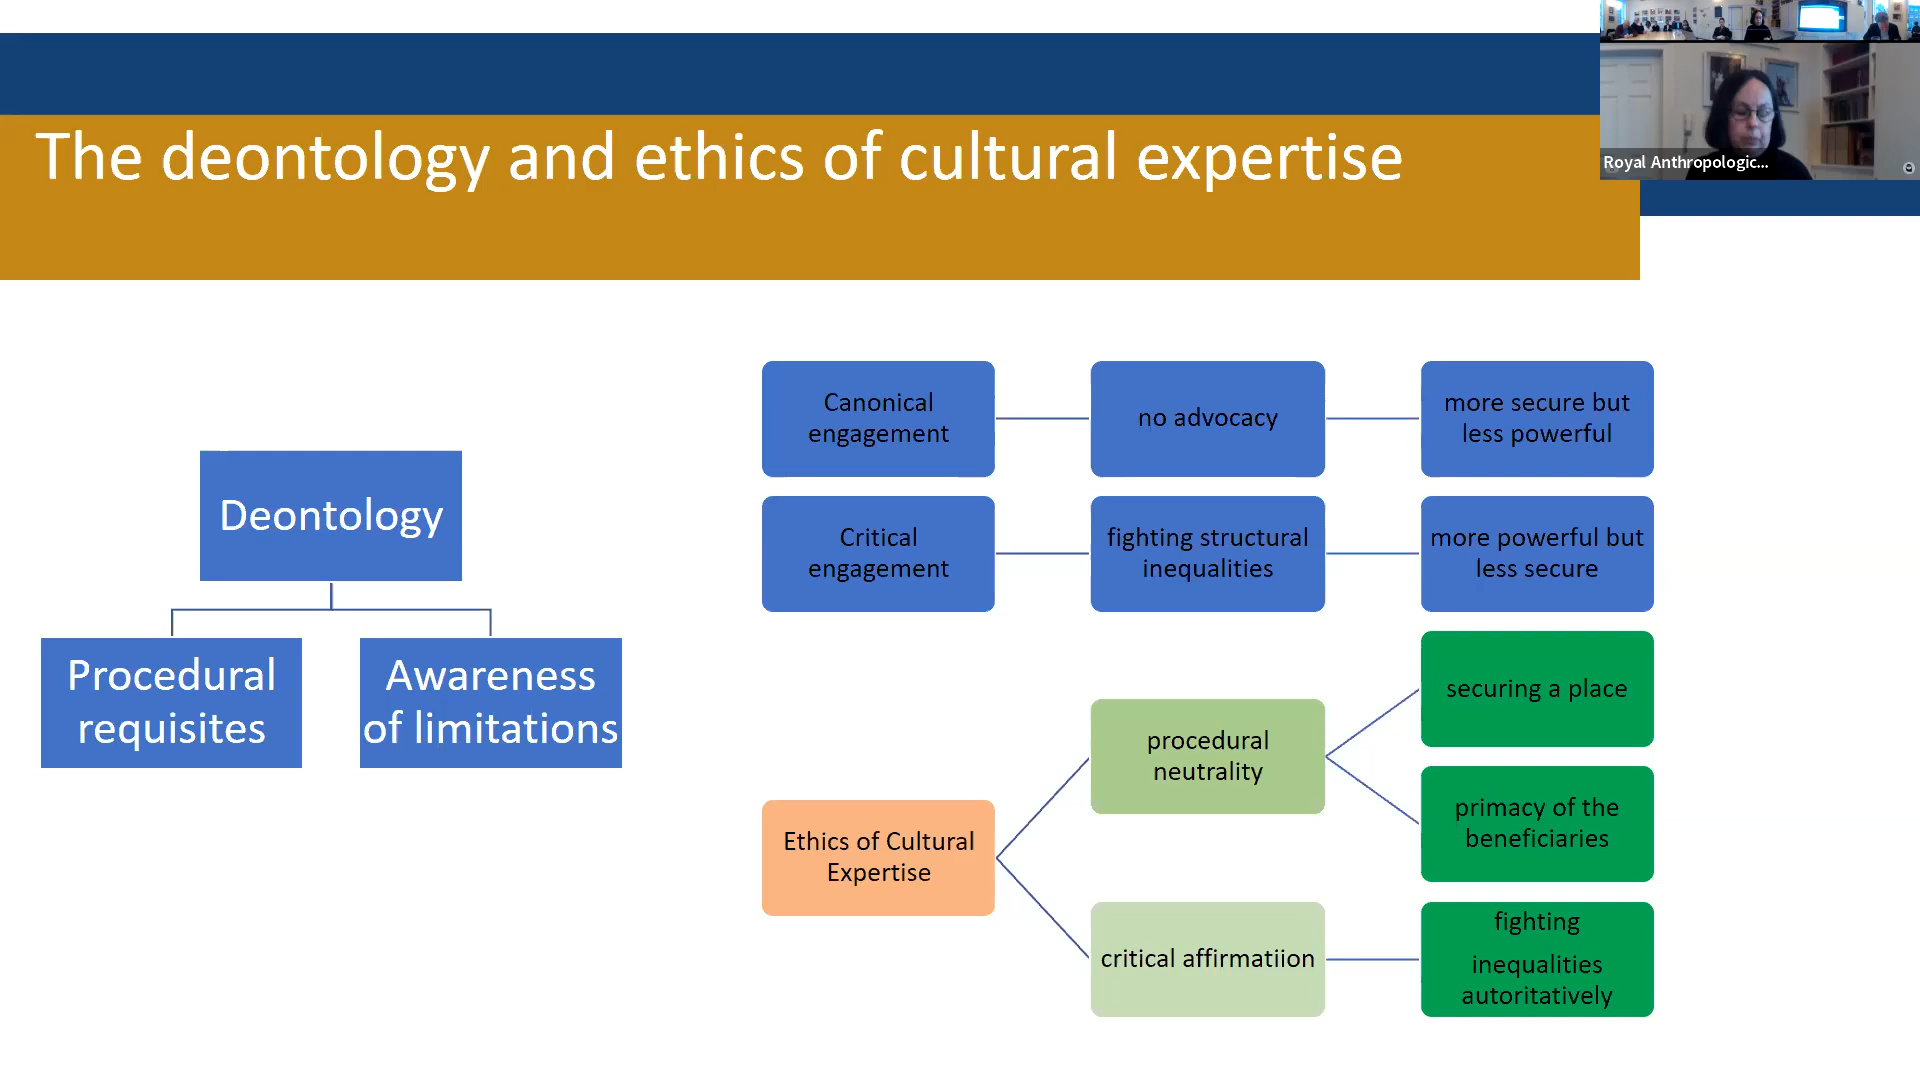 The deontology and ethics of cultural expertise
Royal Anthropologic...
Deontology
Procedural
requisites
Awareness
of limitations
Canonical
engagement
no advocacy
more secure but
less powerful
Critical
engagement
fighting structural
inequalities
more powerful but
less secure
Ethics of Cultural
Expertise
procedural
neutrality
securing a place
primacy of the
beneficiaries
critical affirmatiion
fighting
inequalities
autoritatively